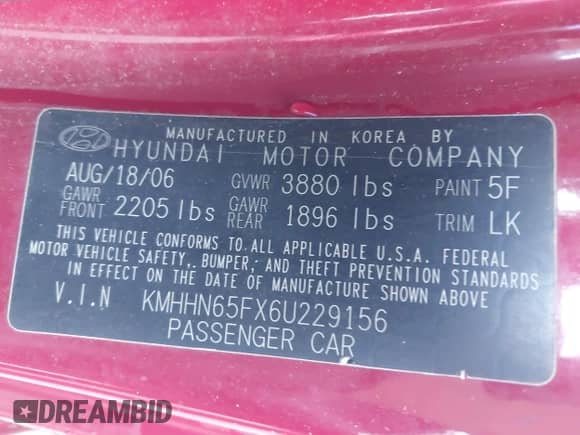 MANUFACTURED IN KOREA BY
HYUNDAI MOTOR COMPANY
AUG/18/06 GVWR 3880 lbs PAINT 5F
GAWR FRONT 2205 lbs GAWR REAR 1896 lbs TRIM LK
THIS VEHICLE CONFORMS TO ALL APPLICABLE U.S.A. FEDERAL
MOTOR VEHICLE SAFETY, BUMPER, AND THEFT PREVENTION STANDARDS
IN EFFECT ON THE DATE OF MANUFACTURE SHOWN ABOVE
V.I.N KMHHN65FX6U229156
PASSENGER CAR
DREAMBID